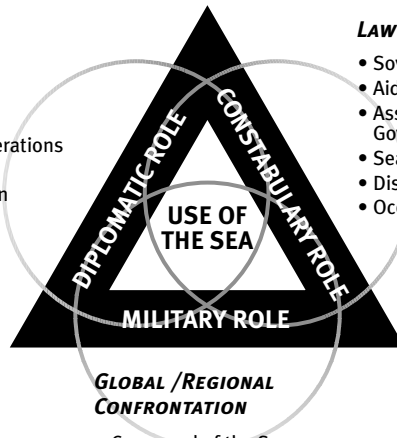 LAW
• Sov
• Aid
• Ass
Gov
• Sea
• Dis
• Occ
erations
n
DIPLOMATIC ROLE
CONSTABULARY ROLE
USE OF
THE SEA
MILITARY ROLE
GLOBAL /REGIONAL
CONFRONTATION